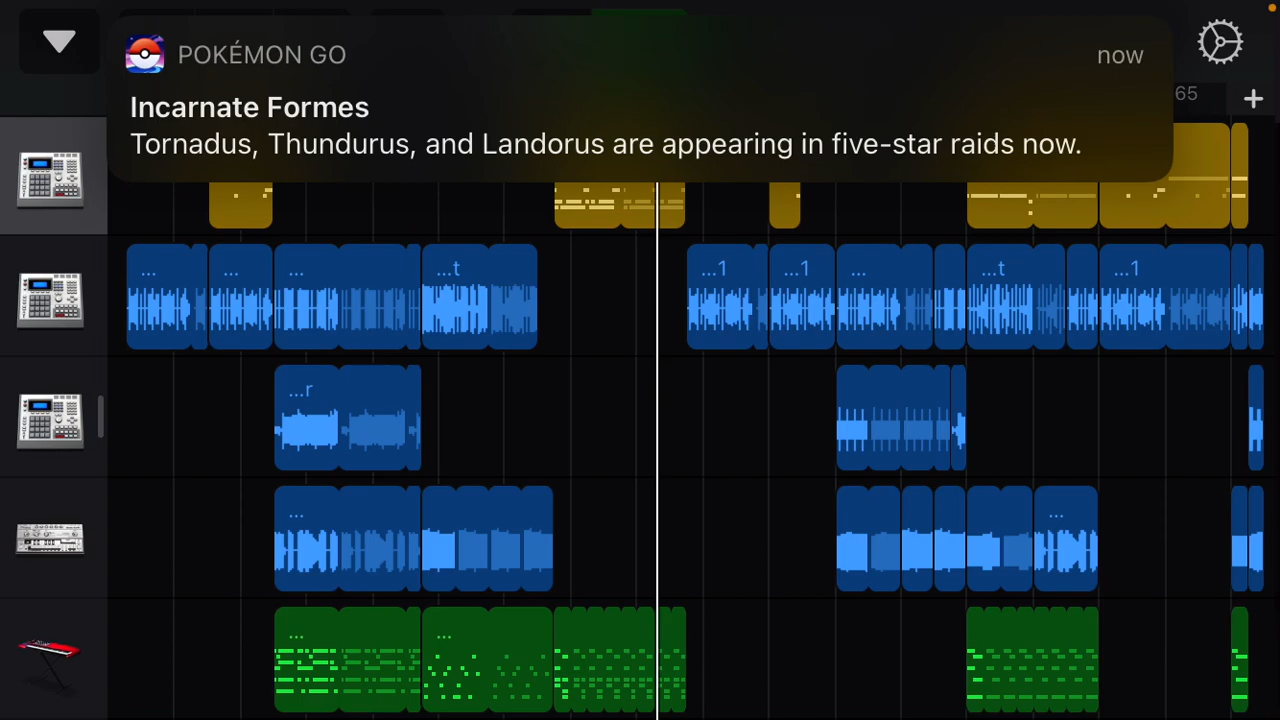 POKÉMON GO
now
Incarnate Formes
Tornadus, Thundurus, and Landorus are appearing in five-star raids now.
65
...
...
...
...t
...1
...1
...
...t
...1
...r
...
...
...
...